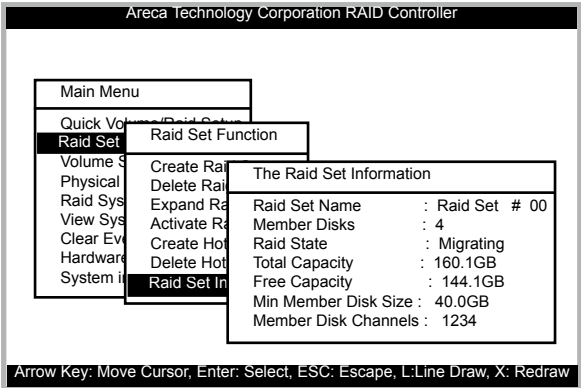 Areca Technology Corporation RAID Controller
Main Menu
Quick Volume/Raid Setup
Raid Set
Volume S
Physical
Raid Sys
View Sys
Clear Eve
Hardware
System i
Raid Set Function
Create Rai
Delete Raid
Expand Ra
Activate Ra
Create Hot
Delete Hot
Raid Set In
The Raid Set Information
Raid Set Name : Raid Set # 00
Member Disks : 4
Raid State : Migrating
Total Capacity : 160.1GB
Free Capacity : 144.1GB
Min Member Disk Size : 40.0GB
Member Disk Channels : 1234
Arrow Key: Move Cursor, Enter: Select, ESC: Escape, L:Line Draw, X: Redraw